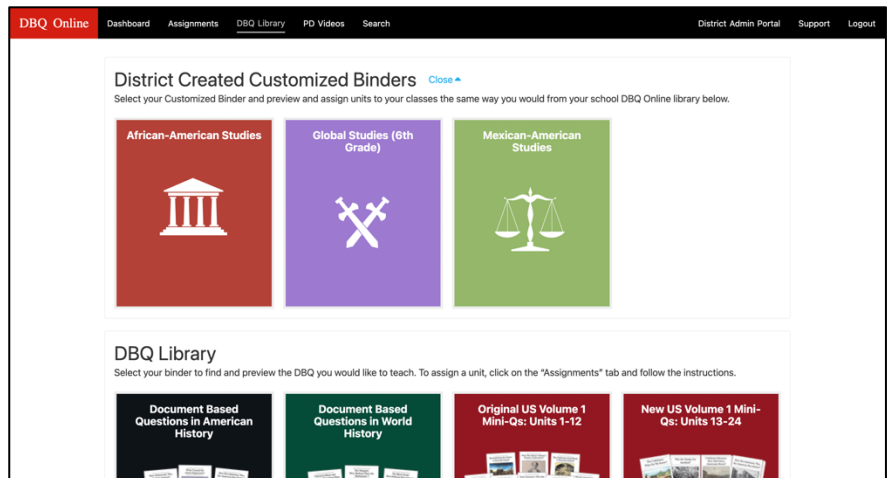 DBQ Online Dashboard Assignments DBQ Library PD Videos Search District Admin Portal Support Logout
District Created Customized Binders Close
Select your Customized Binder and preview and assign units to your classes the same way you would from your school DBQ Online library below.
African-American Studies
Global Studies (6th
Grade)
Mexican-American
Studies
DBQ Library
Select your binder to find and preview the DBQ you would like to teach. To assign a unit, click on the "Assignments" tab and follow the instructions.
Document Based
Questions in American
History
Document Based
Questions in World
History
Original US Volume 1
Mini-Qs: Units 1-12
New US Volume 1 Mini-
Qs: Units 13-24